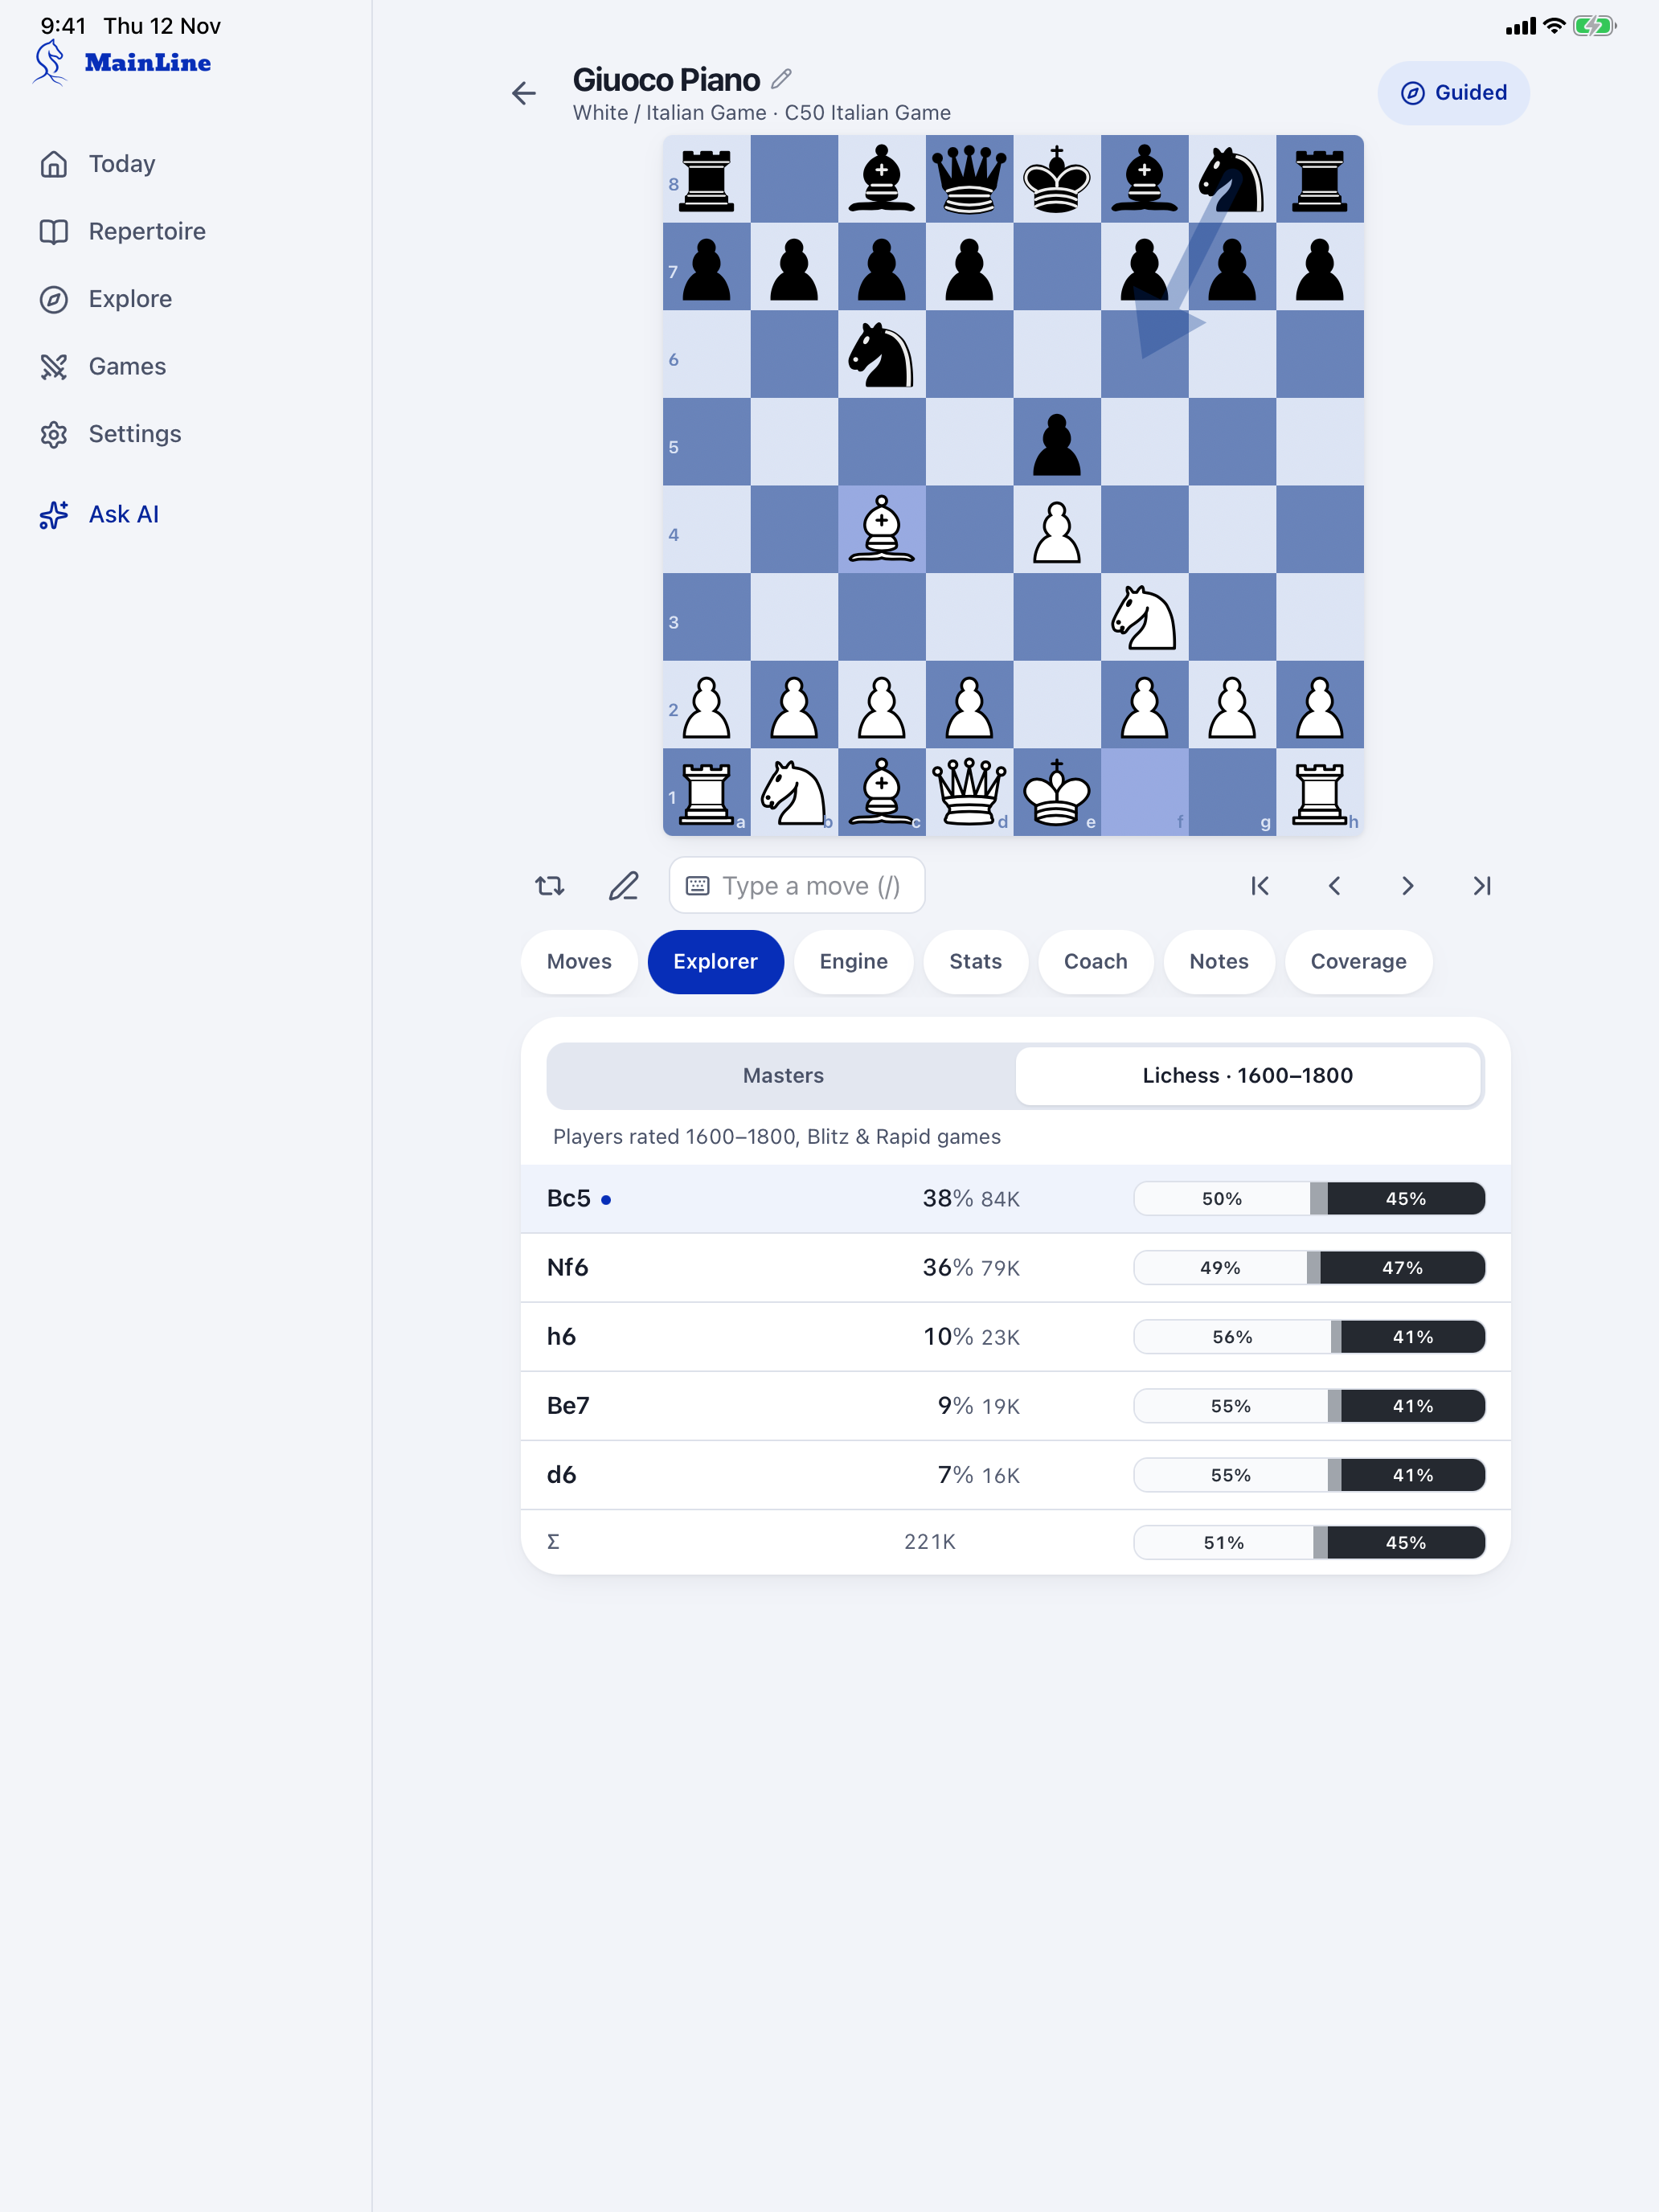 9:41 Thu 12 Nov
MainLine
Today
Repertoire
Explore
Games
Settings
Ask AI
Giuoco Piano
White / Italian Game · C50 Italian Game
Guided
8
7
6
5
4
3
2
1
a b c d e f g h
Type a move (/)
Moves Explorer Engine Stats Coach Notes Coverage
Masters Lichess · 1600–1800
Players rated 1600–1800, Blitz & Rapid games
Bc5 • 38% 84K 50% 45%
Nf6 36% 79K 49% 47%
h6 10% 23K 56% 41%
Be7 9% 19K 55% 41%
d6 7% 16K 55% 41%
Σ 221K 51% 45%